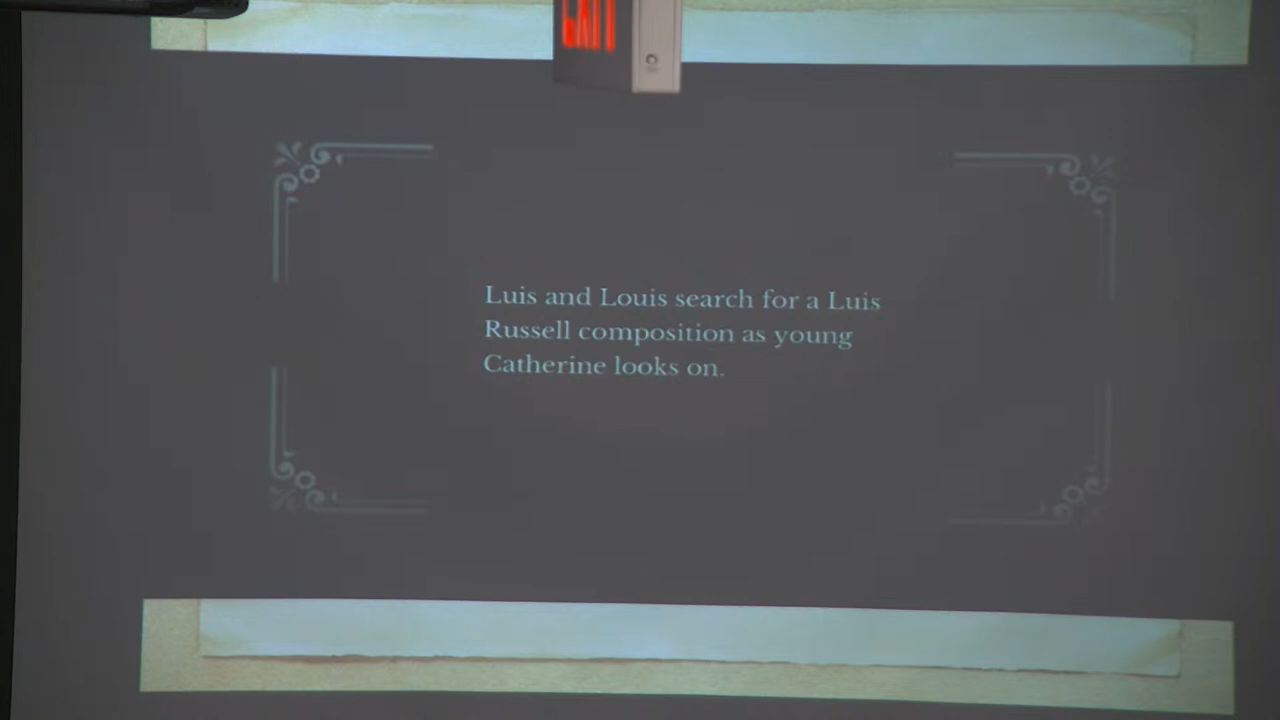 Luis and Louis search for a Luis
Russell composition as young
Catherine looks on.